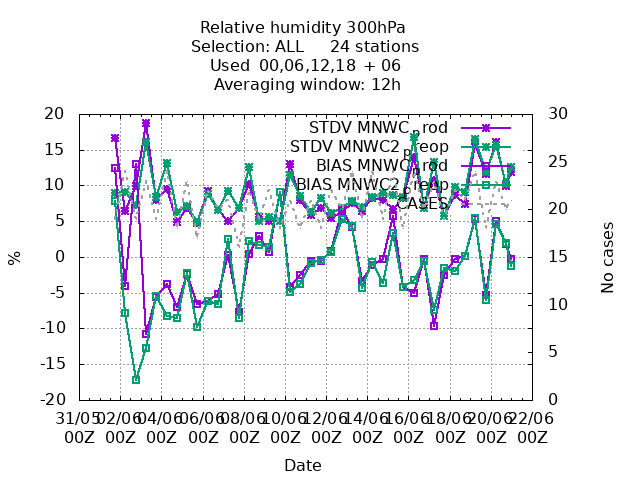 Relative humidity 300hPa
Selection: ALL 24 stations
Used 00,06,12,18 + 06
Averaging window: 12h
20
15
10
5
0
-5
-10
-15
-20
%
30
25
20
15
10
5
0
No cases
STDV MNWC_prod
STDV MNWC2_preop
BIAS MNWC_prod
BIAS MNWC2_preop
CASES
31/05 02/06 04/06 06/06 08/06 10/06 12/06 14/06 16/06 18/06 20/06 22/06
00Z 00Z 00Z 00Z 00Z 00Z 00Z 00Z 00Z 00Z 00Z 00Z
Date